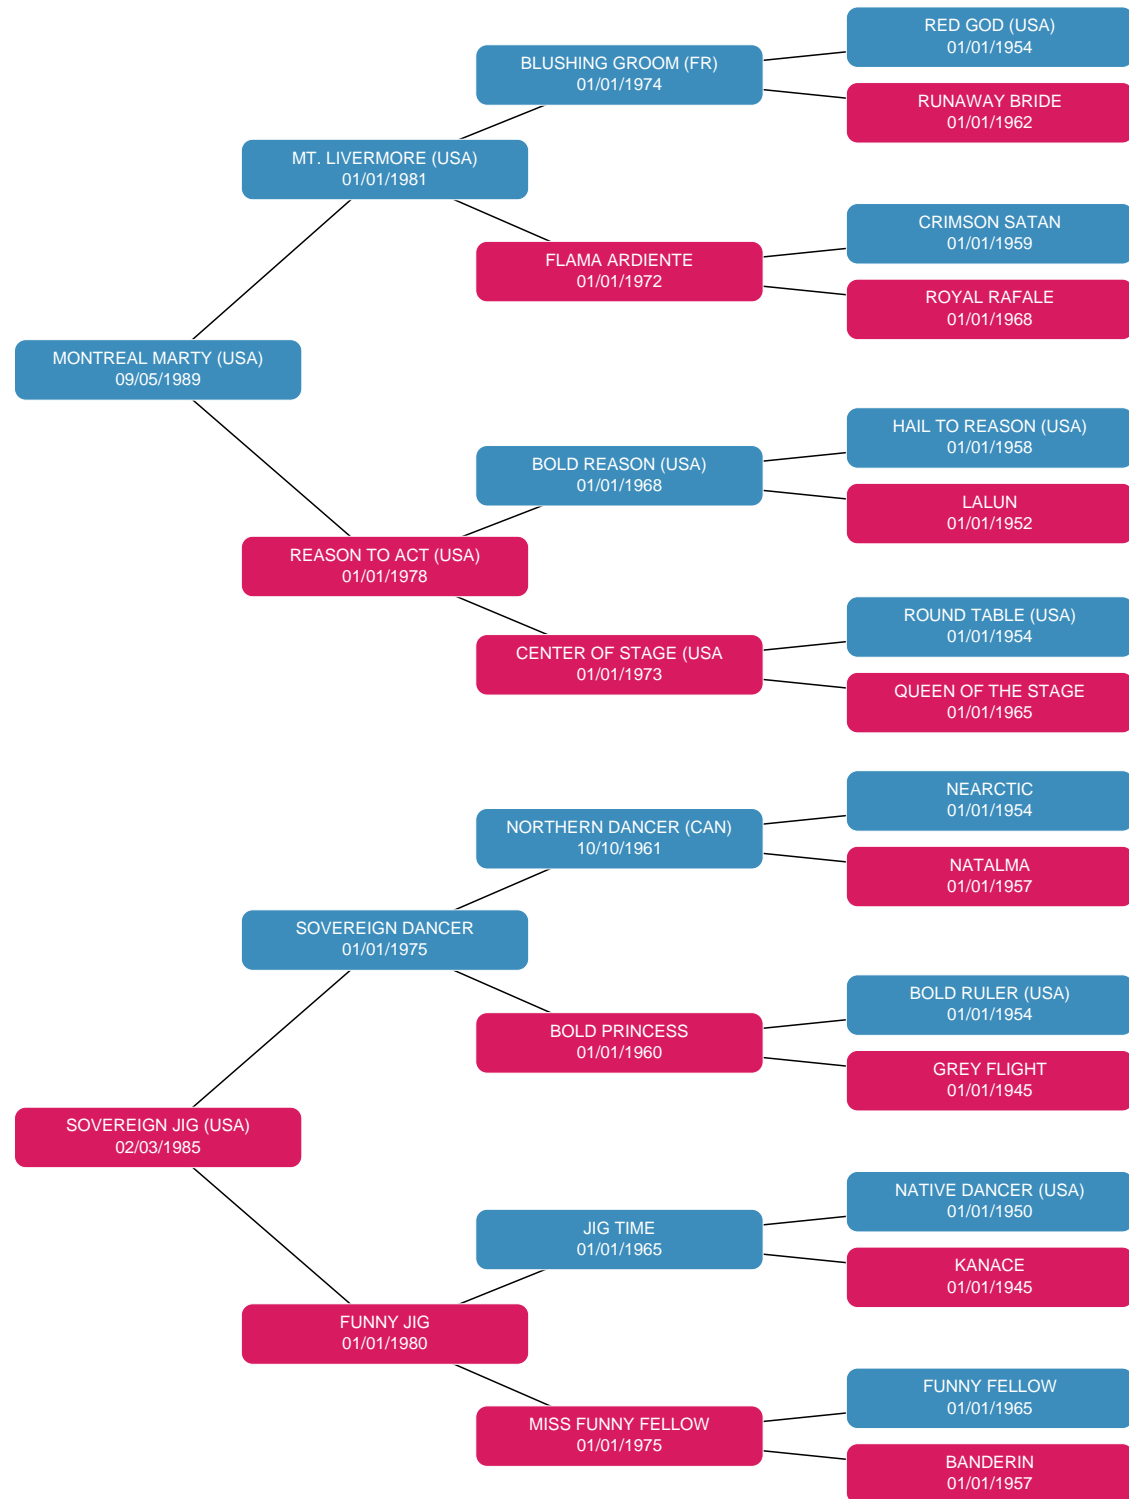 RED GOD (USA)
01/01/1954
BLUSHING GROOM (FR)
01/01/1974
RUNAWAY BRIDE
01/01/1962
MT. LIVERMORE (USA)
01/01/1981
CRIMSON SATAN
01/01/1959
FLAMA ARDIENTE
01/01/1972
ROYAL RAFALE
01/01/1968
MONTREAL MARTY (USA)
09/05/1989
HAIL TO REASON (USA)
01/01/1958
BOLD REASON (USA)
01/01/1968
LALUN
01/01/1952
REASON TO ACT (USA)
01/01/1978
ROUND TABLE (USA)
01/01/1954
CENTER OF STAGE (USA
01/01/1973
QUEEN OF THE STAGE
01/01/1965
NEARCTIC
01/01/1954
NORTHERN DANCER (CAN)
10/10/1961
NATALMA
01/01/1957
SOVEREIGN DANCER
01/01/1975
BOLD RULER (USA)
01/01/1954
BOLD PRINCESS
01/01/1960
GREY FLIGHT
01/01/1945
SOVEREIGN JIG (USA)
02/03/1985
NATIVE DANCER (USA)
01/01/1950
JIG TIME
01/01/1965
KANACE
01/01/1945
FUNNY JIG
01/01/1980
FUNNY FELLOW
01/01/1965
MISS FUNNY FELLOW
01/01/1975
BANDERIN
01/01/1957